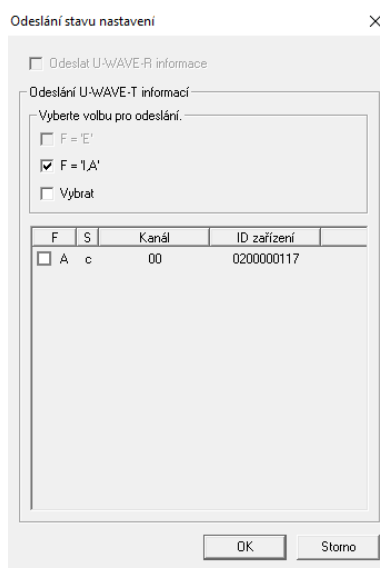 Odeslání stavu nastavení
Odeslat U-WAVE-R informace
Odeslání U-WAVE-T informací
Vyberte volbu pro odeslání.
F = 'E'
F = 'I,A'
Vybrat
F S Kanál ID zařízení
A c 00 0200000117
OK Storno